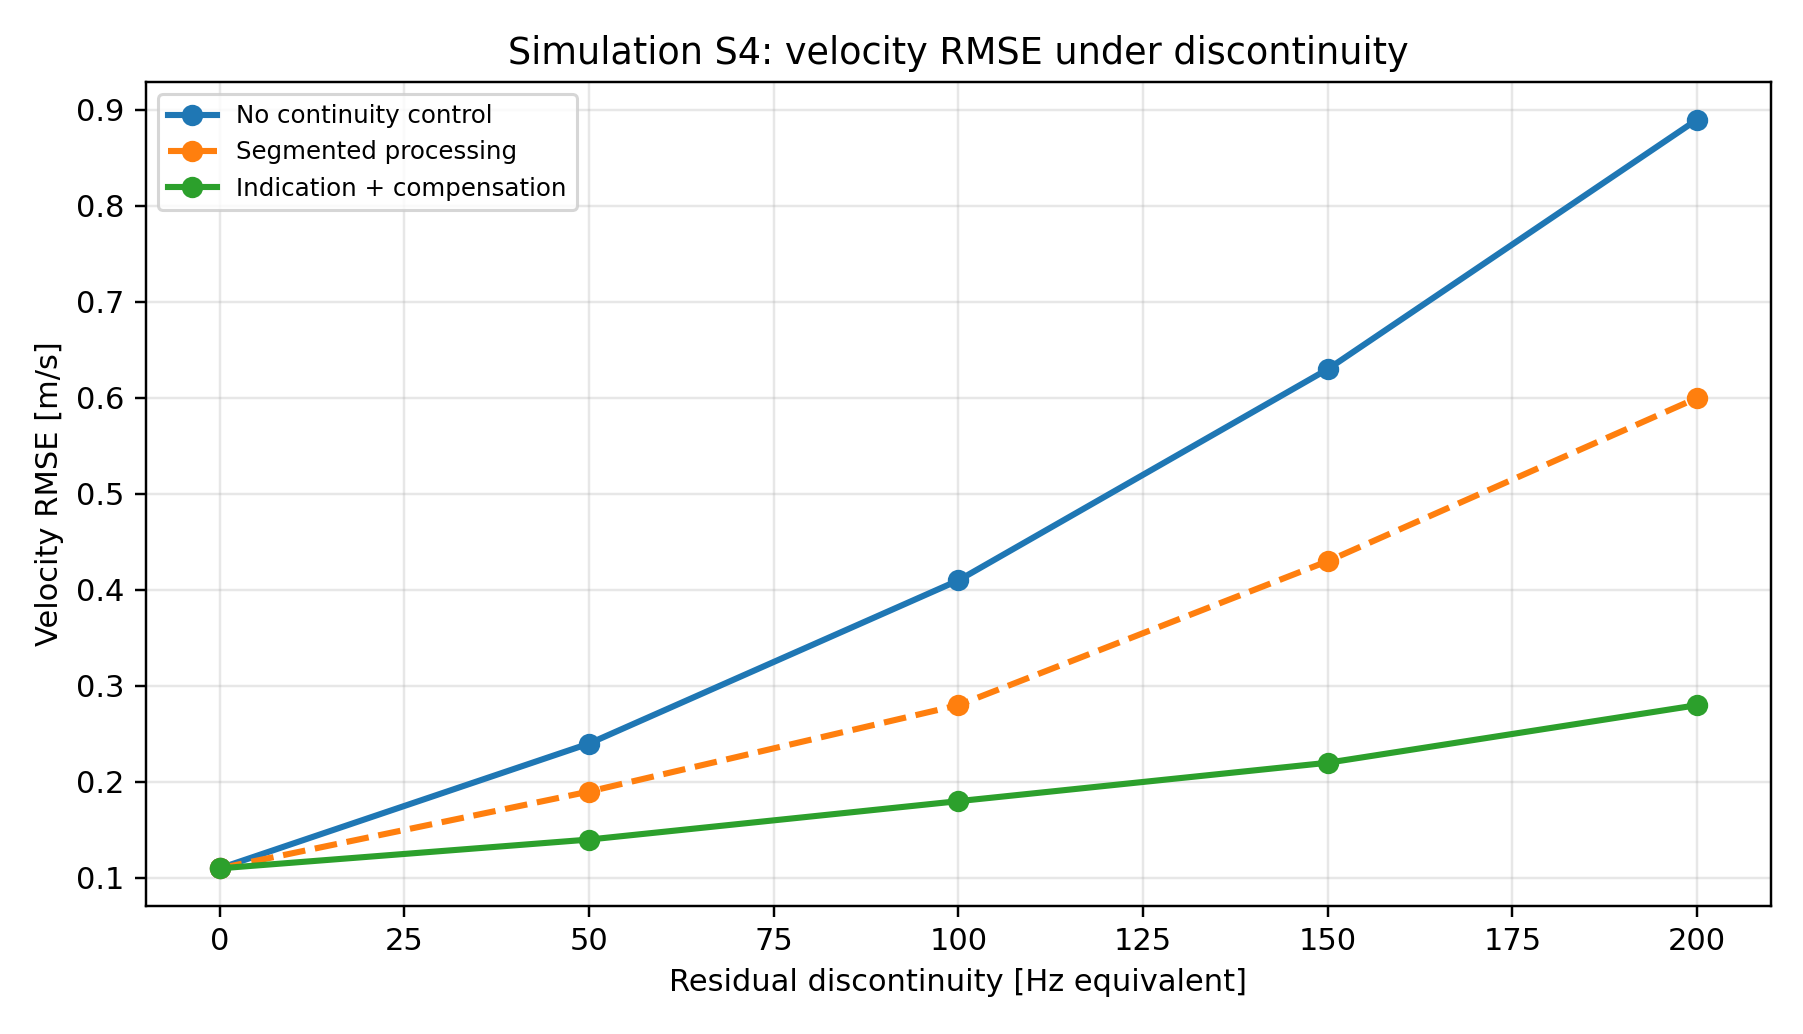 Simulation S4: velocity RMSE under discontinuity
No continuity control
Segmented processing
Indication + compensation
Velocity RMSE [m/s]
0.9
0.8
0.7
0.6
0.5
0.4
0.3
0.2
0.1
0 25 50 75 100 125 150 175 200
Residual discontinuity [Hz equivalent]